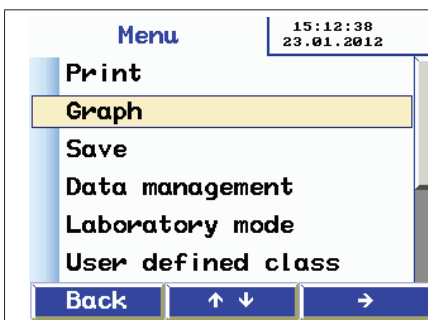 Menu
15:12:38
23.01.2012
Print
Graph
Save
Data management
Laboratory mode
User defined class
Back ↑ ↓ →